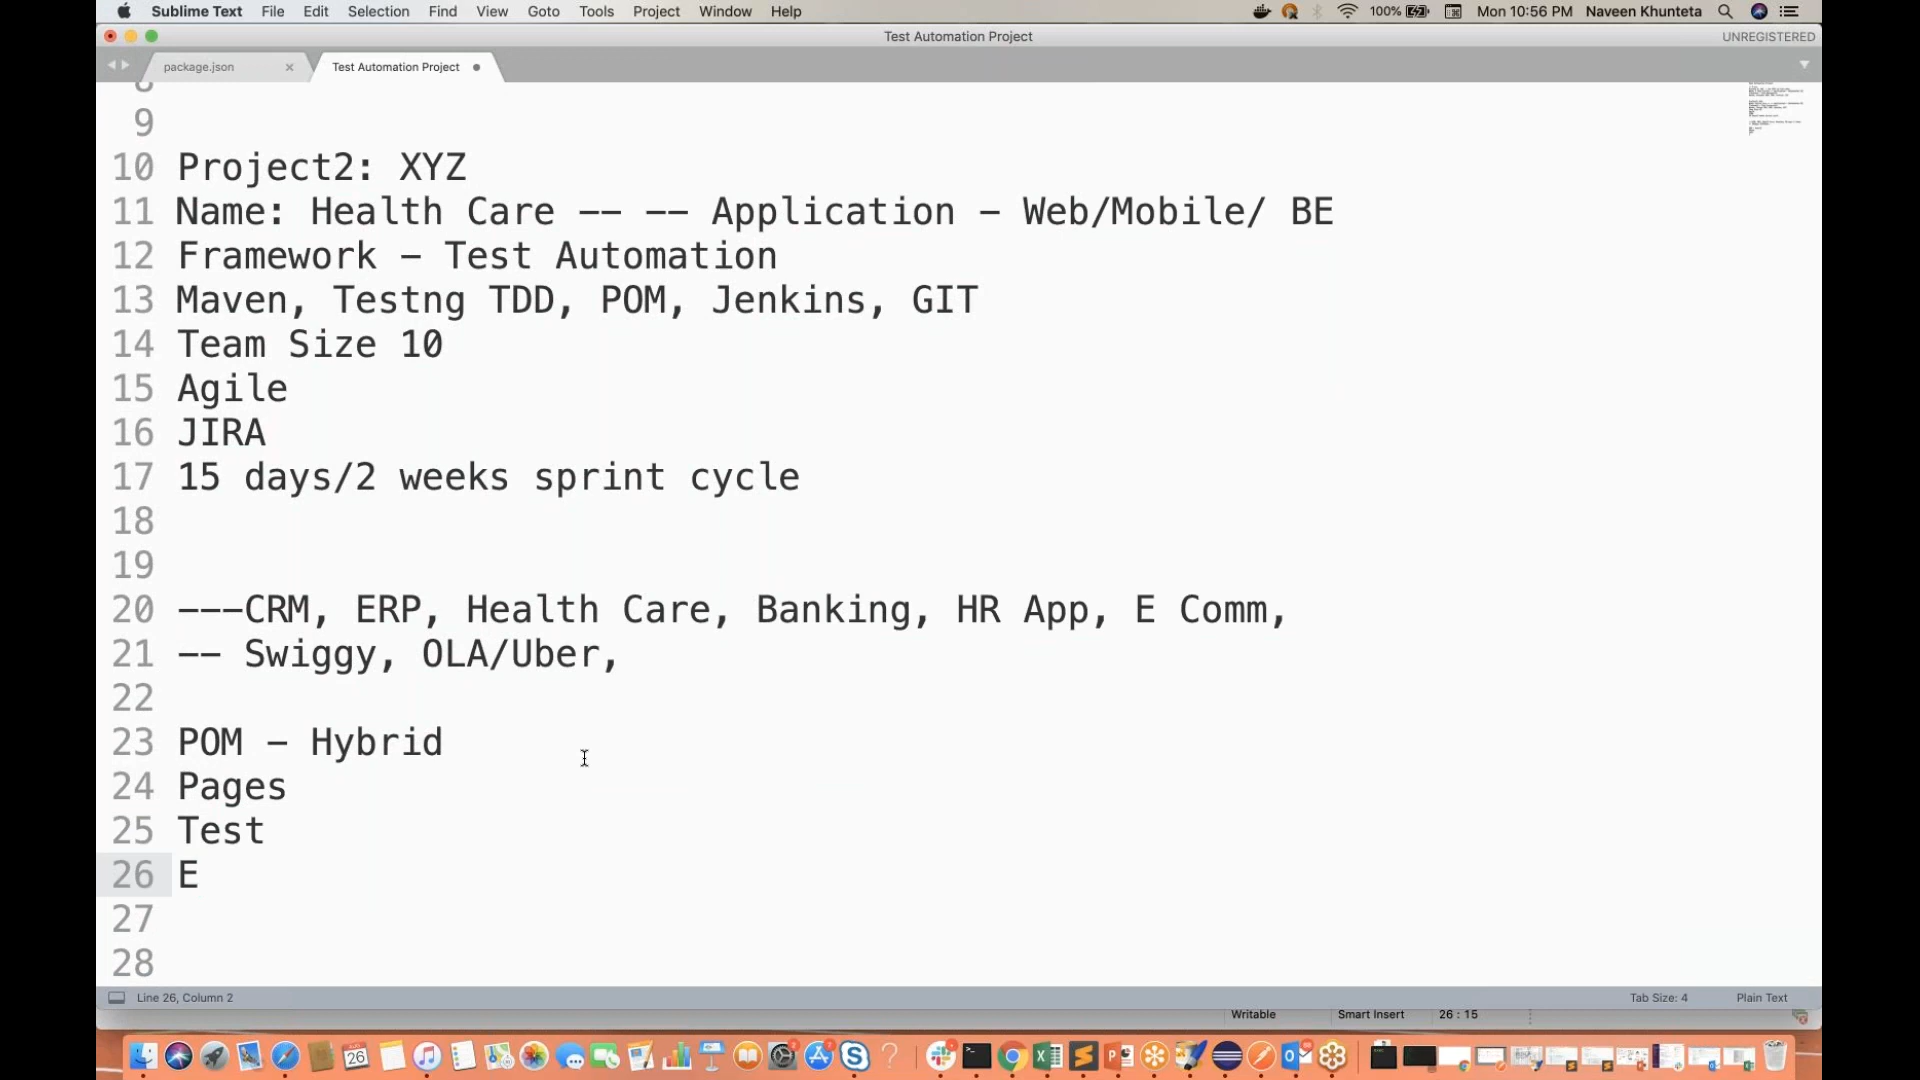 Sublime Text File Edit Selection Find View Goto Tools Project Window Help 100% Mon 10:56 PM Naveen Khunteta
Test Automation Project UNREGISTERED
package.json × Test Automation Project
8
9
10 Project2: XYZ
11 Name: Health Care -- -- Application - Web/Mobile/ BE
12 Framework - Test Automation
13 Maven, Testng TDD, POM, Jenkins, GIT
14 Team Size 10
15 Agile
16 JIRA
17 15 days/2 weeks sprint cycle
18
19
20 ---CRM, ERP, Health Care, Banking, HR App, E Comm,
21 -- Swiggy, OLA/Uber,
22
23 POM - Hybrid
24 Pages
25 Test
26 E
27
28
Line 26, Column 2 Tab Size: 4 Plain Text
Writable Smart Insert 26 : 15
26